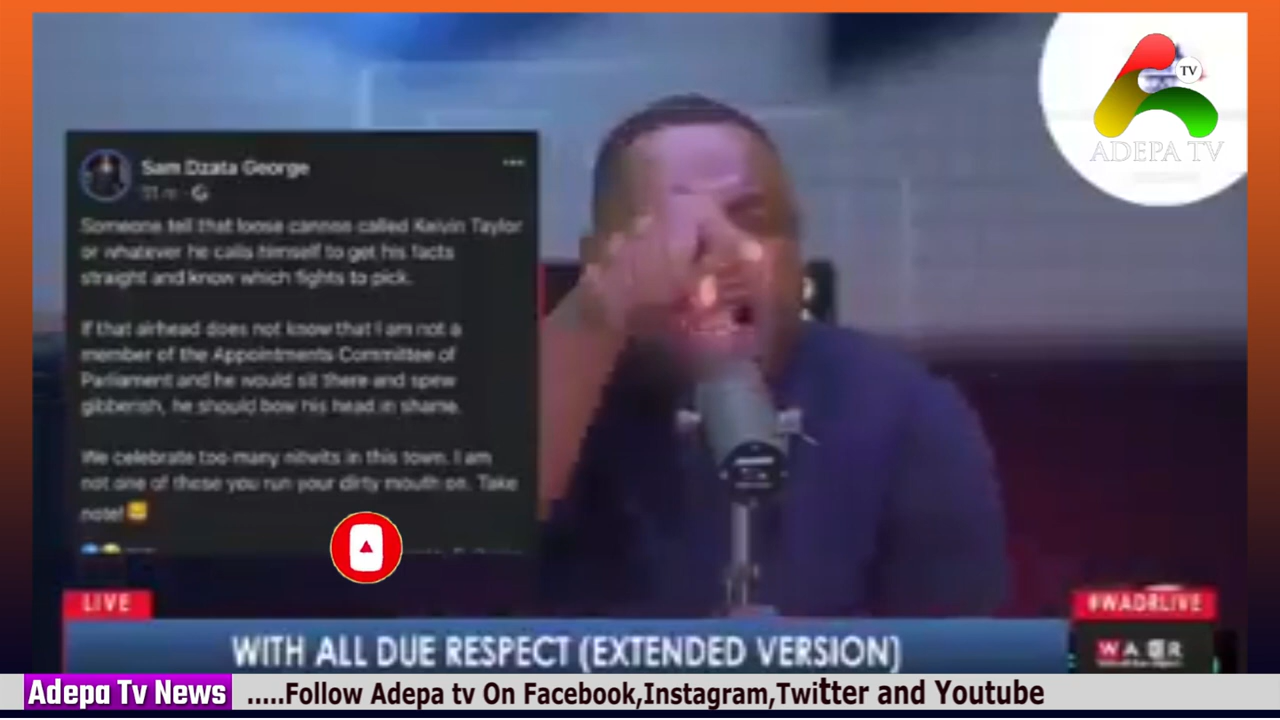 TV
ADEPA TV
Sam Dzata George
Someone tell that loose cannon called Kelvin Taylor
or whatever he calls himself to get his facts
straight and know which fights to pick.
If that airhead does not know that I am not a
member of the Appointments Committee of
Parliament and he would sit there and spew
gibberish, he should bow his head in shame.
We celebrate too many nitwits in this town. I am
not one of those you run your dirty mouth on. Take
note! 😄
LIVE
#WADRLIVE
WITH ALL DUE RESPECT (EXTENDED VERSION)
WADR
Adepa Tv News .....Follow Adepa tv On Facebook,Instagram,Twitter and Youtube